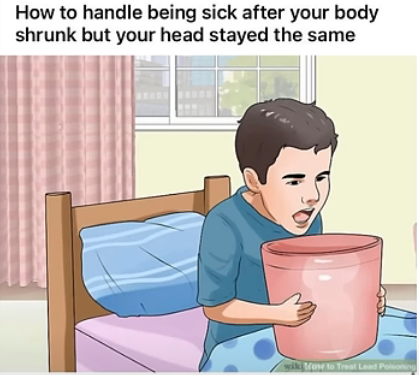 How to handle being sick after your body
shrunk but your head stayed the same
wikiHow to Treat Lead Poisoning